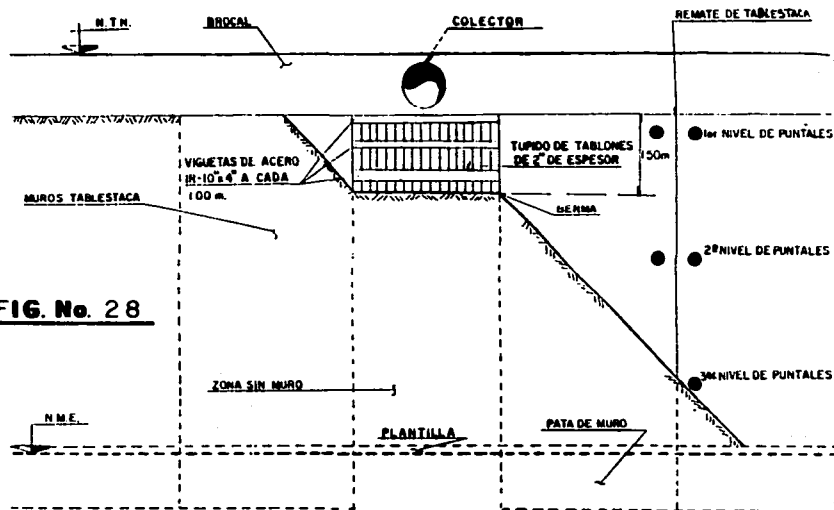 N.T.N.
BROCAL
COLECTOR
REMATE DE TABLESTACA
VIGUETAS DE ACERO
IR-10"x4" A CADA
1.00 m.
TUPIDO DE TABLONES
DE 2" DE ESPESOR
1.50m
1er NIVEL DE PUNTALES
MUROS TABLESTACA
BERMA
2º NIVEL DE PUNTALES
FIG. No. 28
3er NIVEL DE PUNTALES
ZONA SIN MURO
N.M.E.
PLANTILLA
PATA DE MURO